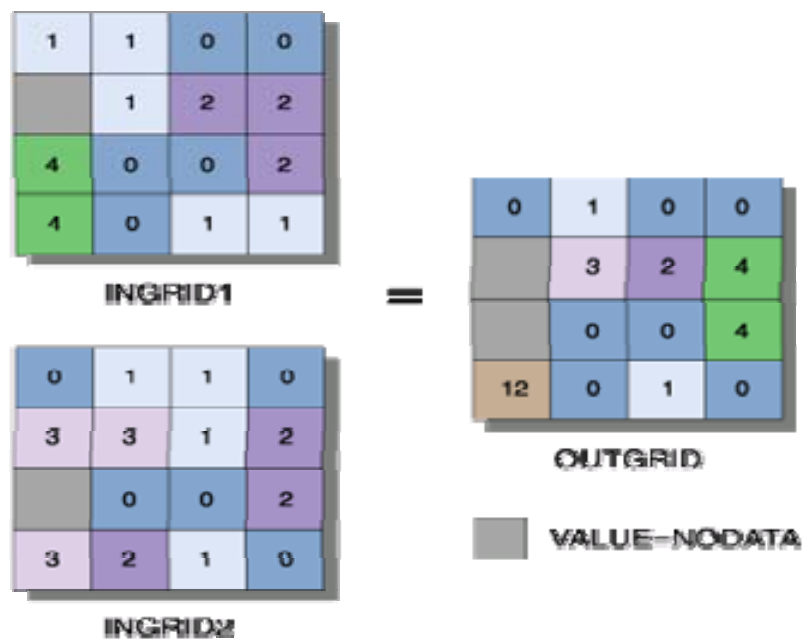 1 1 0 0
1 2 2
4 0 0 2
4 0 1 1
INGRID1
0 1 1 0
3 3 1 2
0 0 2
3 2 1 0
INGRID2
=
0 1 0 0
3 2 4
0 0 4
12 0 1 0
OUTGRID
VALUE=NODATA